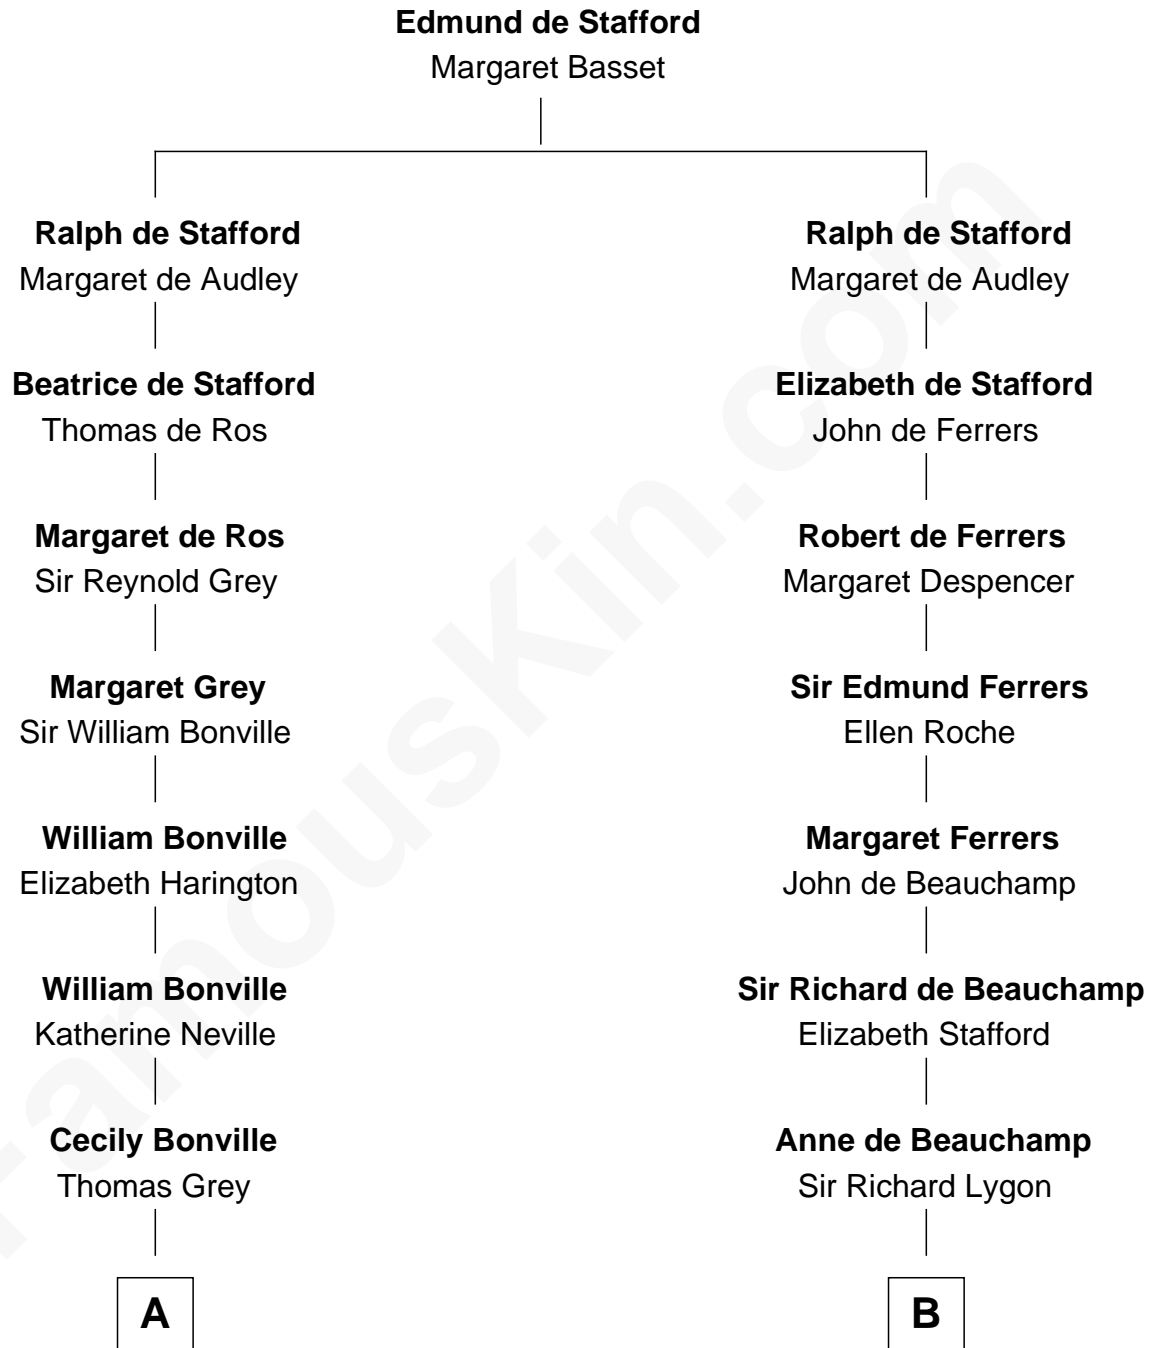 Edmund de Stafford
Margaret Basset
Ralph de Stafford
Margaret de Audley
Beatrice de Stafford
Thomas de Ros
Margaret de Ros
Sir Reynold Grey
Margaret Grey
Sir William Bonville
William Bonville
Elizabeth Harington
William Bonville
Katherine Neville
Cecily Bonville
Thomas Grey
A
Ralph de Stafford
Margaret de Audley
Elizabeth de Stafford
John de Ferrers
Robert de Ferrers
Margaret Despencer
Sir Edmund Ferrers
Ellen Roche
Margaret Ferrers
John de Beauchamp
Sir Richard de Beauchamp
Elizabeth Stafford
Anne de Beauchamp
Sir Richard Lygon
B
FamousKin.com